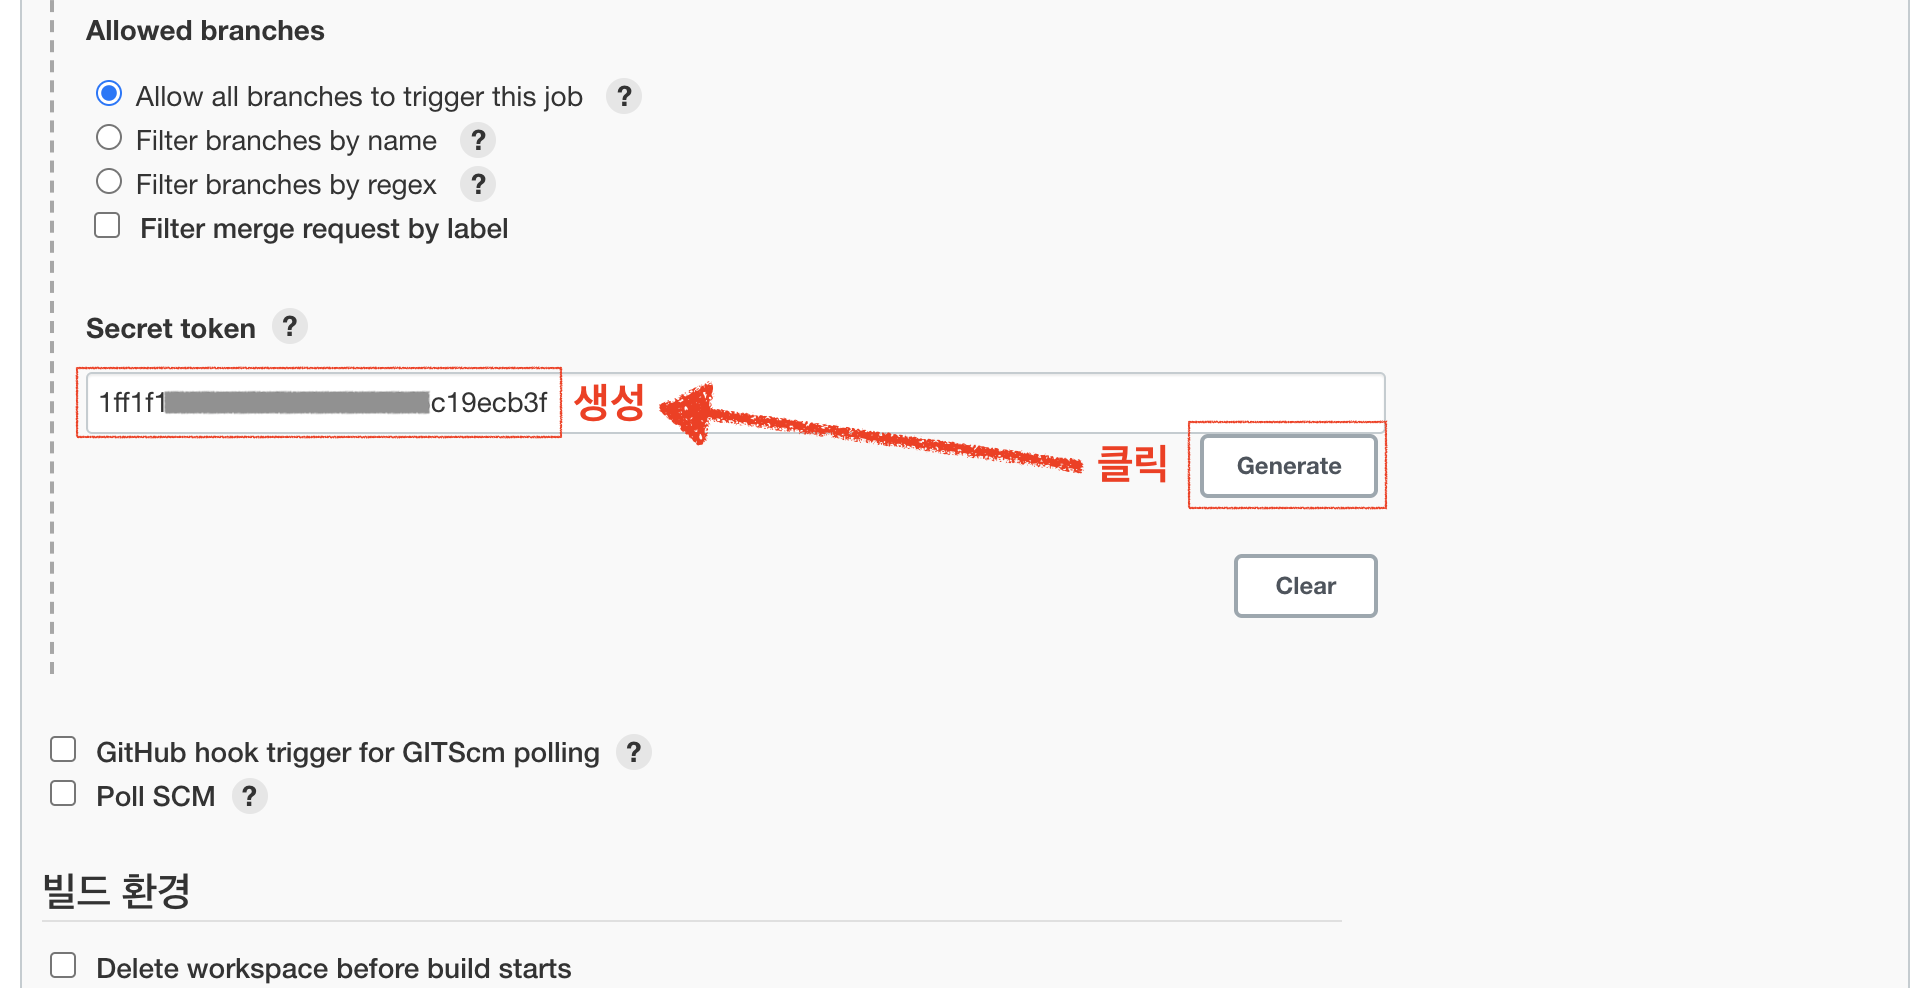 Allowed branches
Allow all branches to trigger this job ?
Filter branches by name ?
Filter branches by regex ?
Filter merge request by label
Secret token ?
1ff1f1 c19ecb3f 생성
클릭 Generate
Clear
GitHub hook trigger for GITScm polling ?
Poll SCM ?
빌드 환경
Delete workspace before build starts